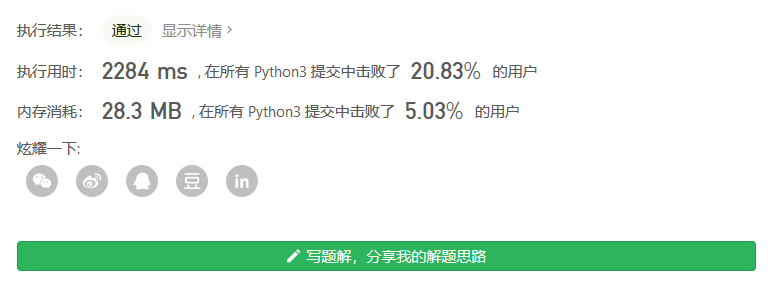 执行结果： 通过 显示详情 >
执行用时： 2284 ms , 在所有 Python3 提交中击败了 20.83% 的用户
内存消耗： 28.3 MB , 在所有 Python3 提交中击败了 5.03% 的用户
炫耀一下:
豆 in
写题解，分享我的解题思路